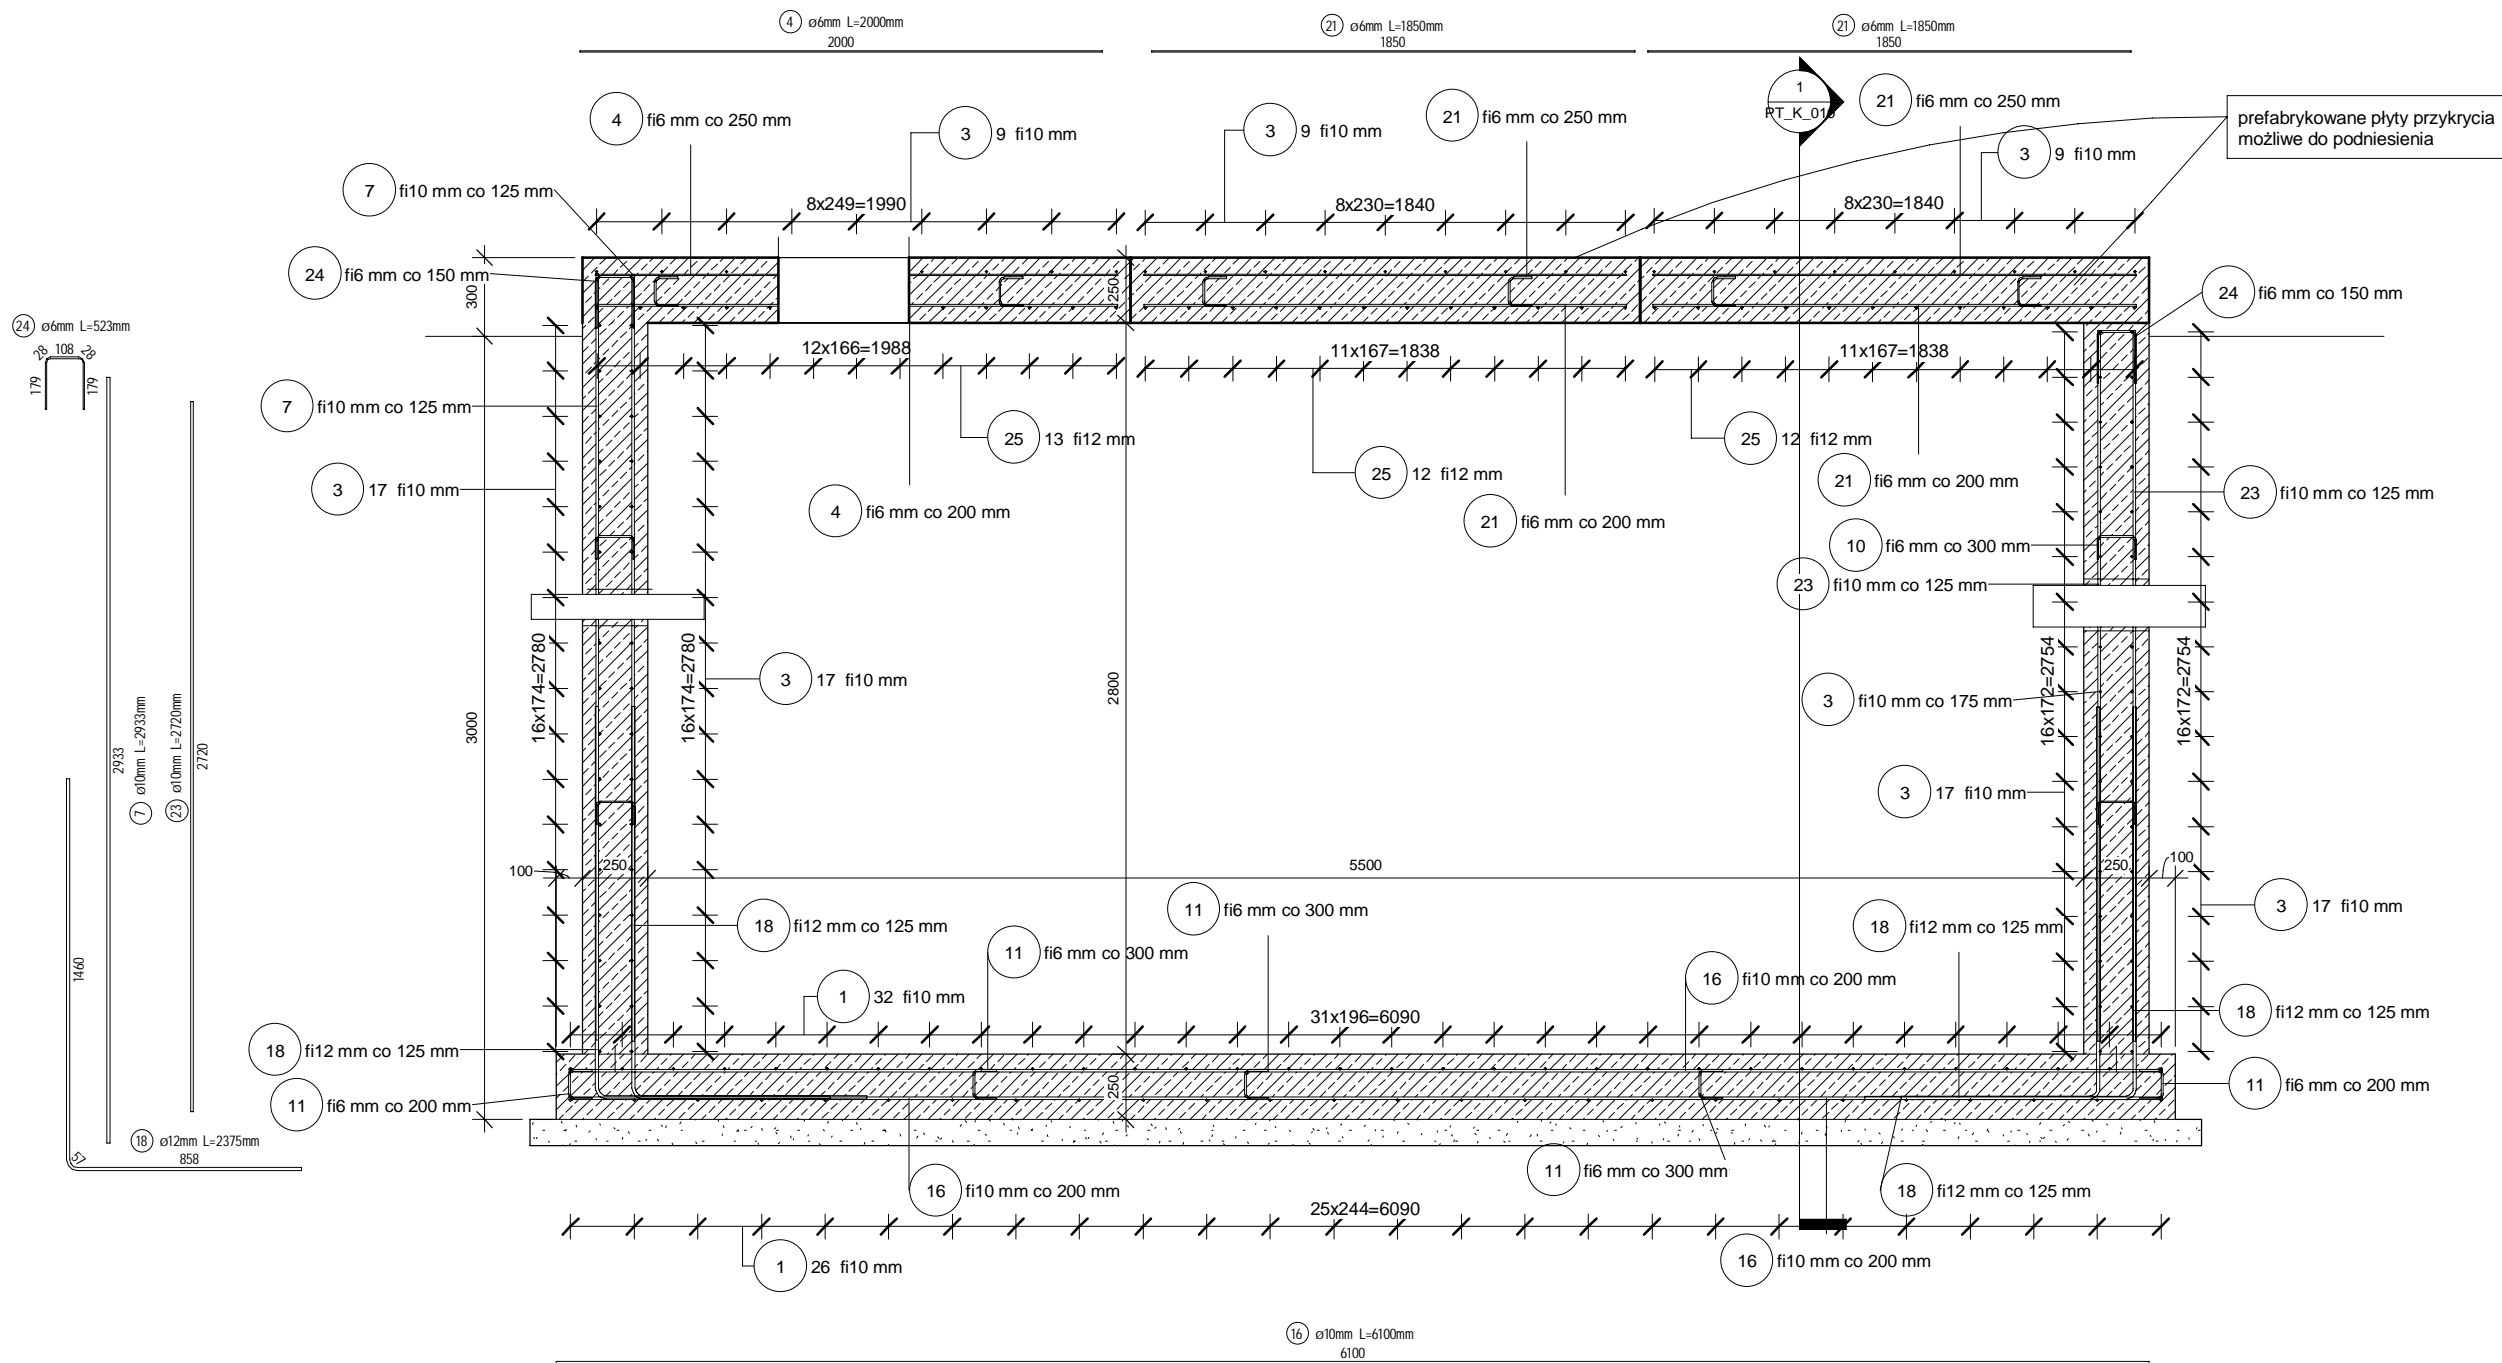 4 ø6mm L=2000mm
2000
21 ø6mm L=1850mm
1850
21 ø6mm L=1850mm
1850
1
4 fi6 mm co 250 mm
3 9 fi10 mm
3 9 fi10 mm
21 fi6 mm co 250 mm
21 fi6 mm co 250 mm
prefabrykowane płyty przykrycia
możliwe do podniesienia
3 9 fi10 mm
7 fi10 mm co 125 mm
8x249=1990
8x230=1840
8x230=1840
24 fi6 mm co 150 mm
300
250
24 fi6 mm co 150 mm
24 ø6mm L=523mm
28 108 28
179
179
12x166=1988
11x167=1838
11x167=1838
7 fi10 mm co 125 mm
25 13 fi12 mm
25 12 fi12 mm
25 12 fi12 mm
3 17 fi10 mm
4 fi6 mm co 200 mm
21 fi6 mm co 200 mm
21 fi6 mm co 200 mm
23 fi10 mm co 125 mm
10 fi6 mm co 300 mm
23 fi10 mm co 125 mm
16x174=2780
16x174=2780
3 17 fi10 mm
2800
3000
16x172=2754
16x172=2754
3 fi10 mm co 175 mm
2933
7 ø10mm L=2933mm
23 ø10mm L=2720mm
2720
3 17 fi10 mm
100
250
5500
250
100
1460
18 fi12 mm co 125 mm
11 fi6 mm co 300 mm
11 fi6 mm co 300 mm
18 fi12 mm co 125 mm
3 17 fi10 mm
1 32 fi10 mm
16 fi10 mm co 200 mm
31x196=6090
18 fi12 mm co 125 mm
18 fi12 mm co 125 mm
11 fi6 mm co 200 mm
250
11 fi6 mm co 200 mm
18 ø12mm L=2375mm
57
858
16 fi10 mm co 200 mm
11 fi6 mm co 300 mm
18 fi12 mm co 125 mm
25x244=6090
1 26 fi10 mm
16 fi10 mm co 200 mm
16 ø10mm L=6100mm
6100